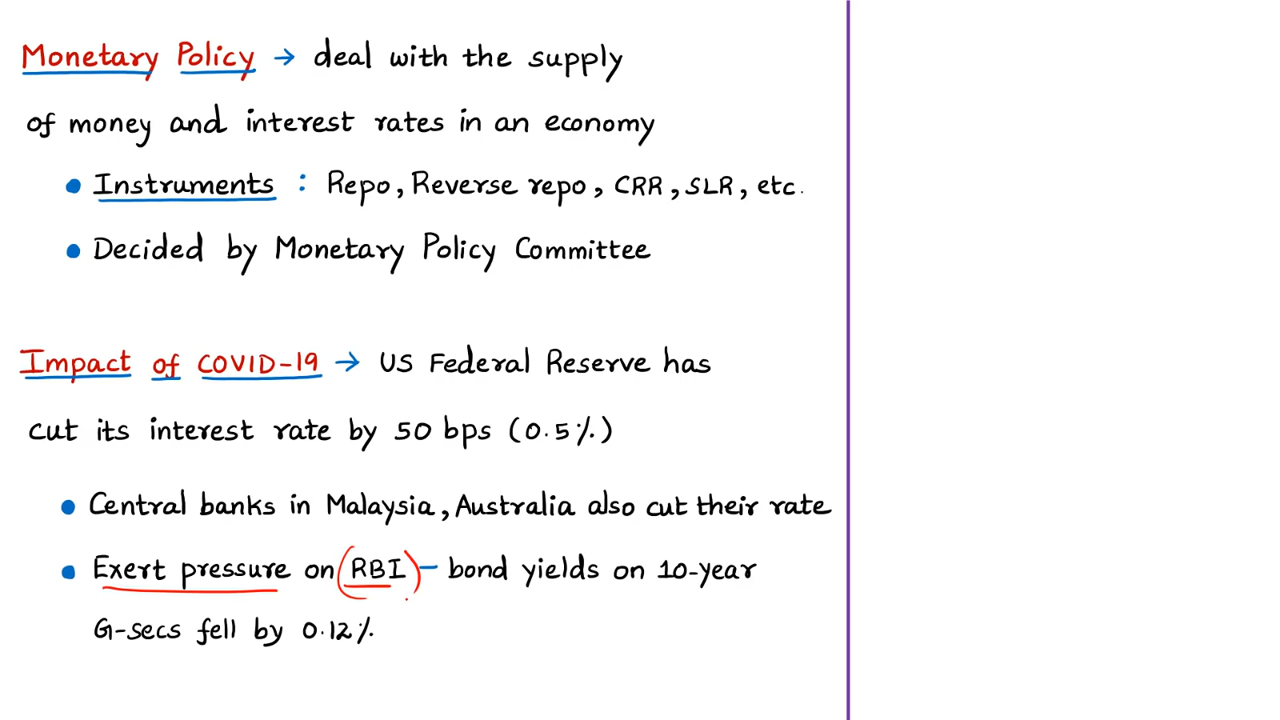 Monetary Policy → deal with the supply
of money and interest rates in an economy
• Instruments : Repo, Reverse repo, CRR, SLR, etc.
• Decided by Monetary Policy Committee
Impact of COVID-19 → US Federal Reserve has
cut its interest rate by 50 bps (0.5%)
• Central banks in Malaysia, Australia also cut their rate
• Exert pressure on (RBI) – bond yields on 10-year
G-secs fell by 0.12%